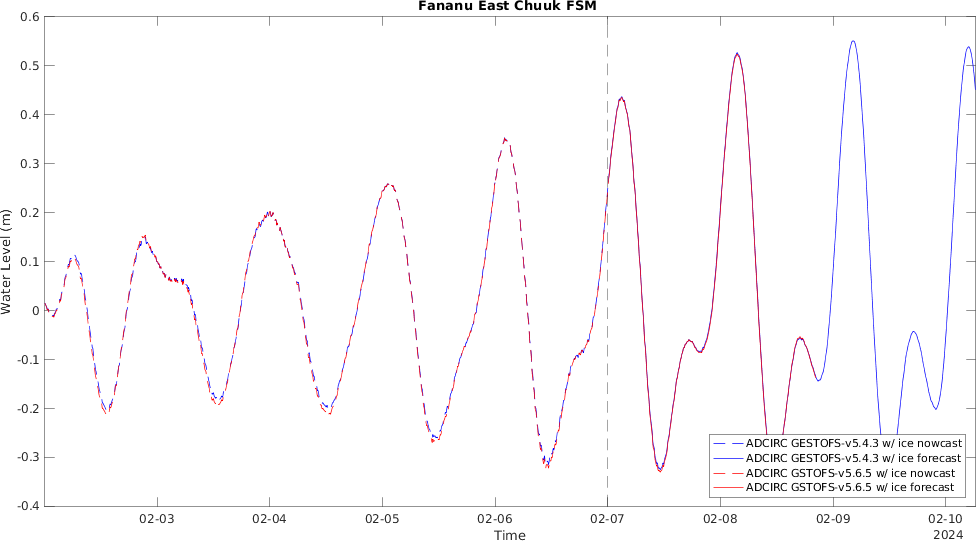 Fananu East Chuuk FSM
0.6
0.5
0.4
0.3
0.2
0.1
0
-0.1
-0.2
-0.3
-0.4
Water Level (m)
ADCIRC GESTOFS-v5.4.3 w/ ice nowcast
ADCIRC GESTOFS-v5.4.3 w/ ice forecast
ADCIRC GSTOFS-v5.6.5 w/ ice nowcast
ADCIRC GSTOFS-v5.6.5 w/ ice forecast
02-03 02-04 02-05 02-06 02-07 02-08 02-09 02-10
Time 2024